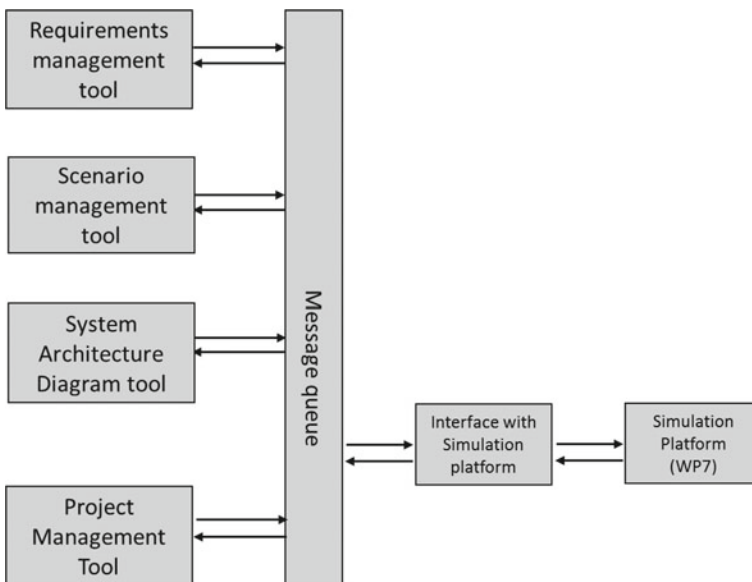 Requirements
management
tool
Scenario
management
tool
System
Architecture
Diagram tool
Project
Management
Tool
Message queue
Interface with
Simulation
platform
Simulation
Platform
(WP7)